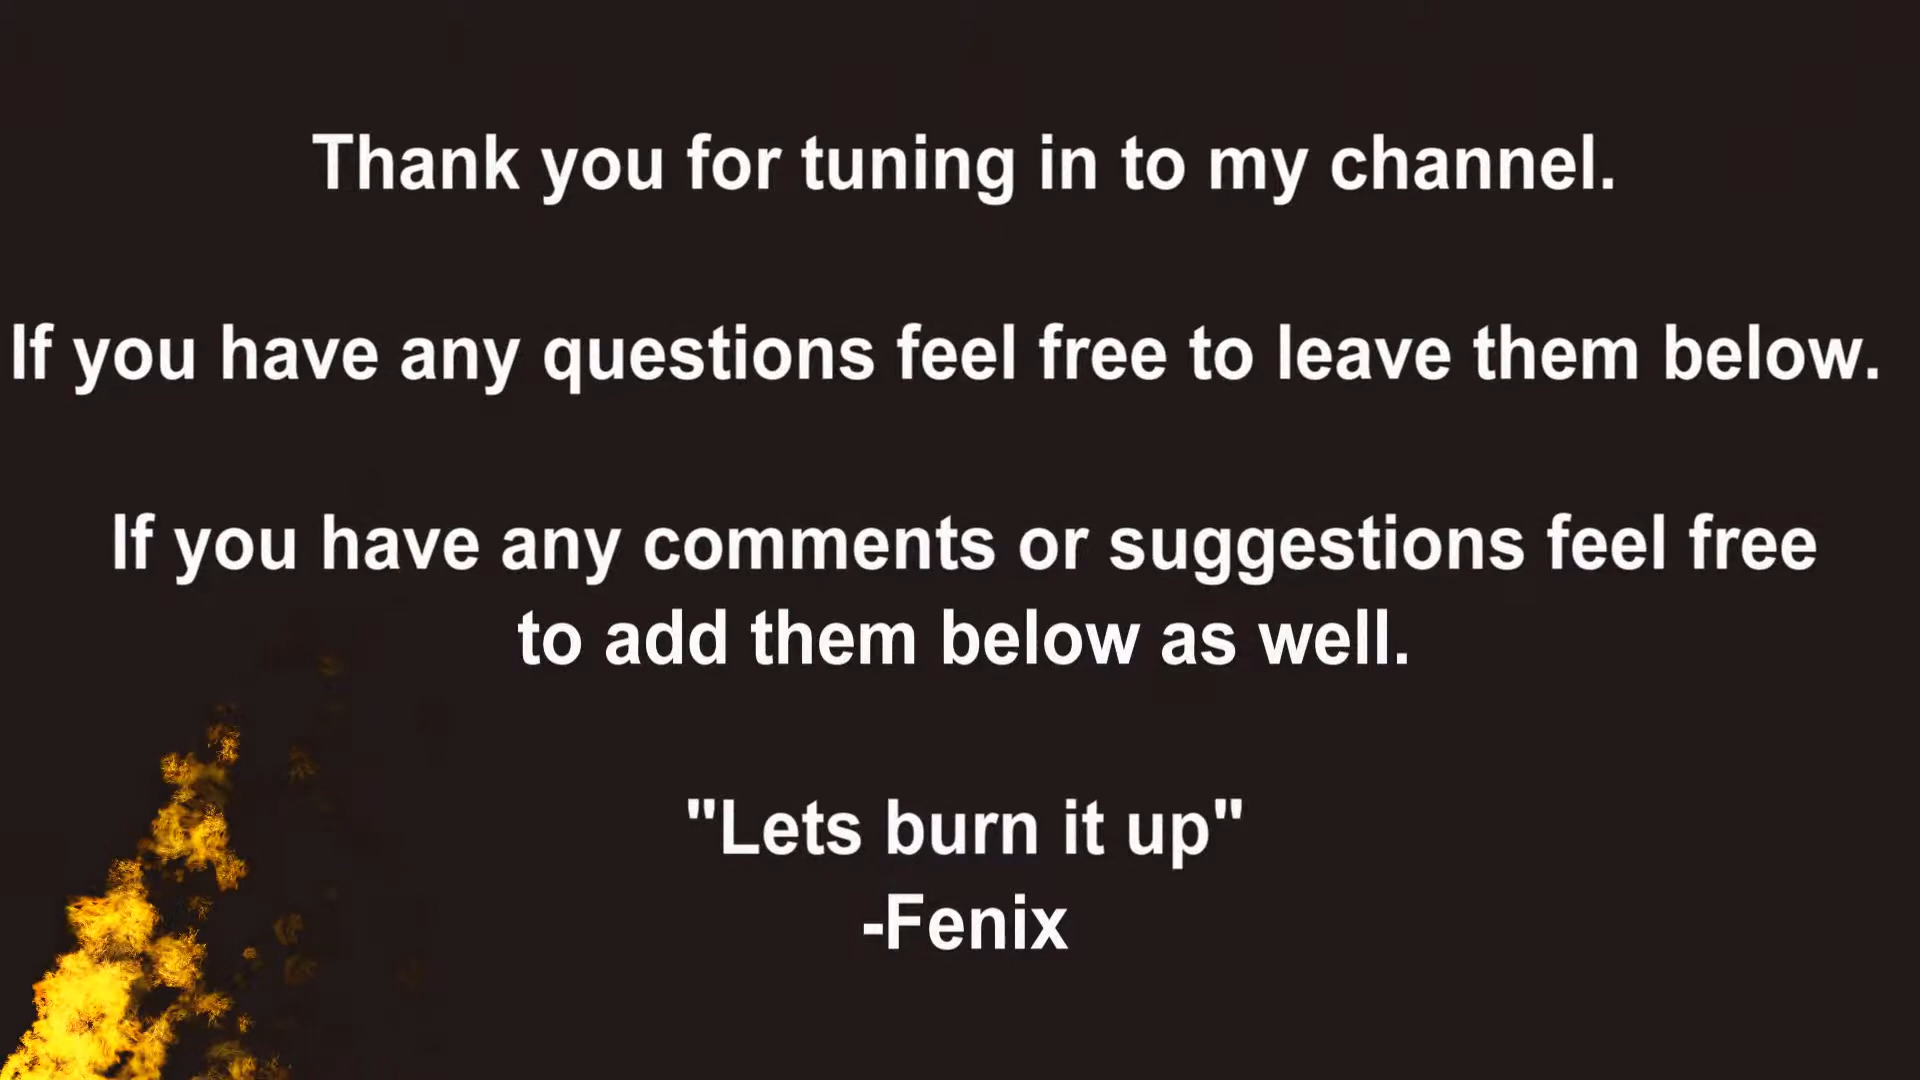 Thank you for tuning in to my channel.
If you have any questions feel free to leave them below.
If you have any comments or suggestions feel free
to add them below as well.
"Lets burn it up"
-Fenix